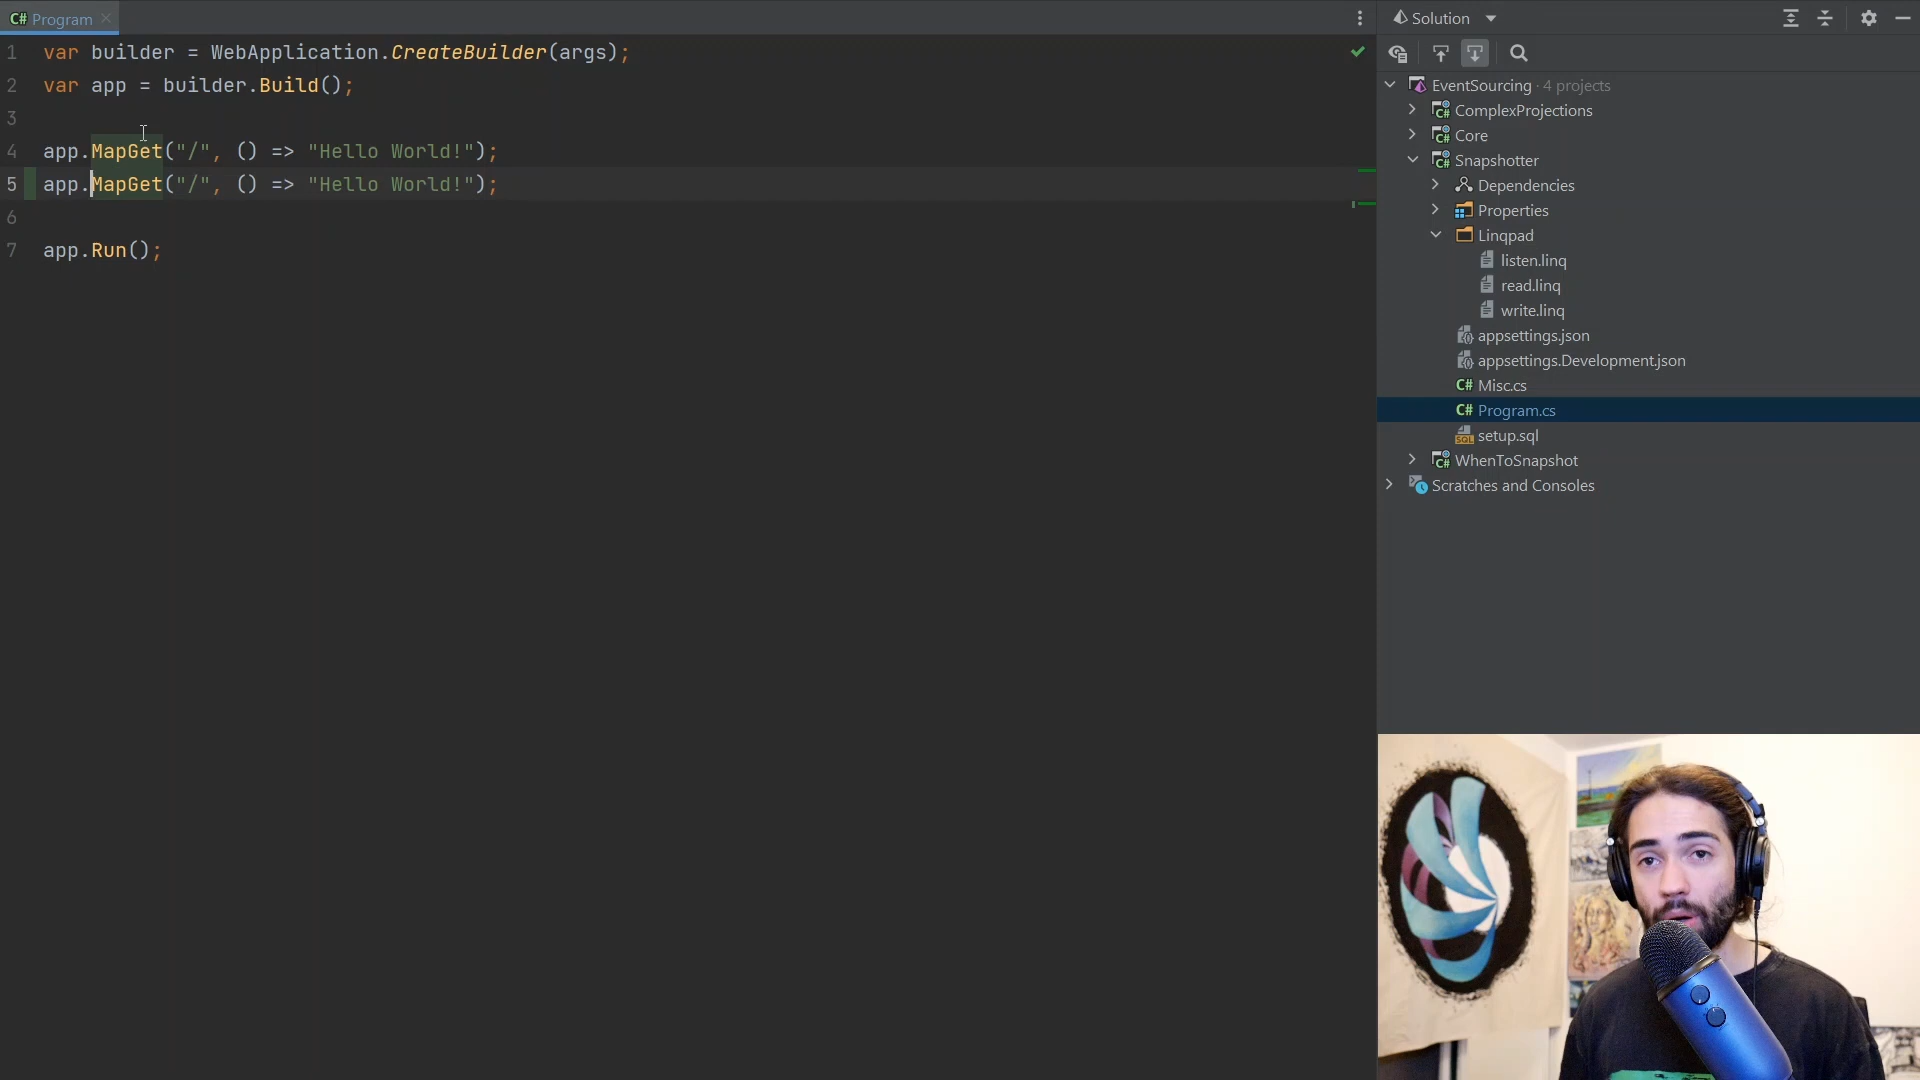 C# Program
1 var builder = WebApplication.CreateBuilder(args);
2 var app = builder.Build();
3
4 app.MapGet("/", () => "Hello World!");
5 app.MapGet("/", () => "Hello World!");
6
7 app.Run();
Solution
EventSourcing · 4 projects
C# ComplexProjections
C# Core
C# Snapshotter
Dependencies
Properties
Linqpad
listen.linq
read.linq
write.linq
appsettings.json
appsettings.Development.json
C# Misc.cs
C# Program.cs
SQL setup.sql
C# WhenToSnapshot
Scratches and Consoles